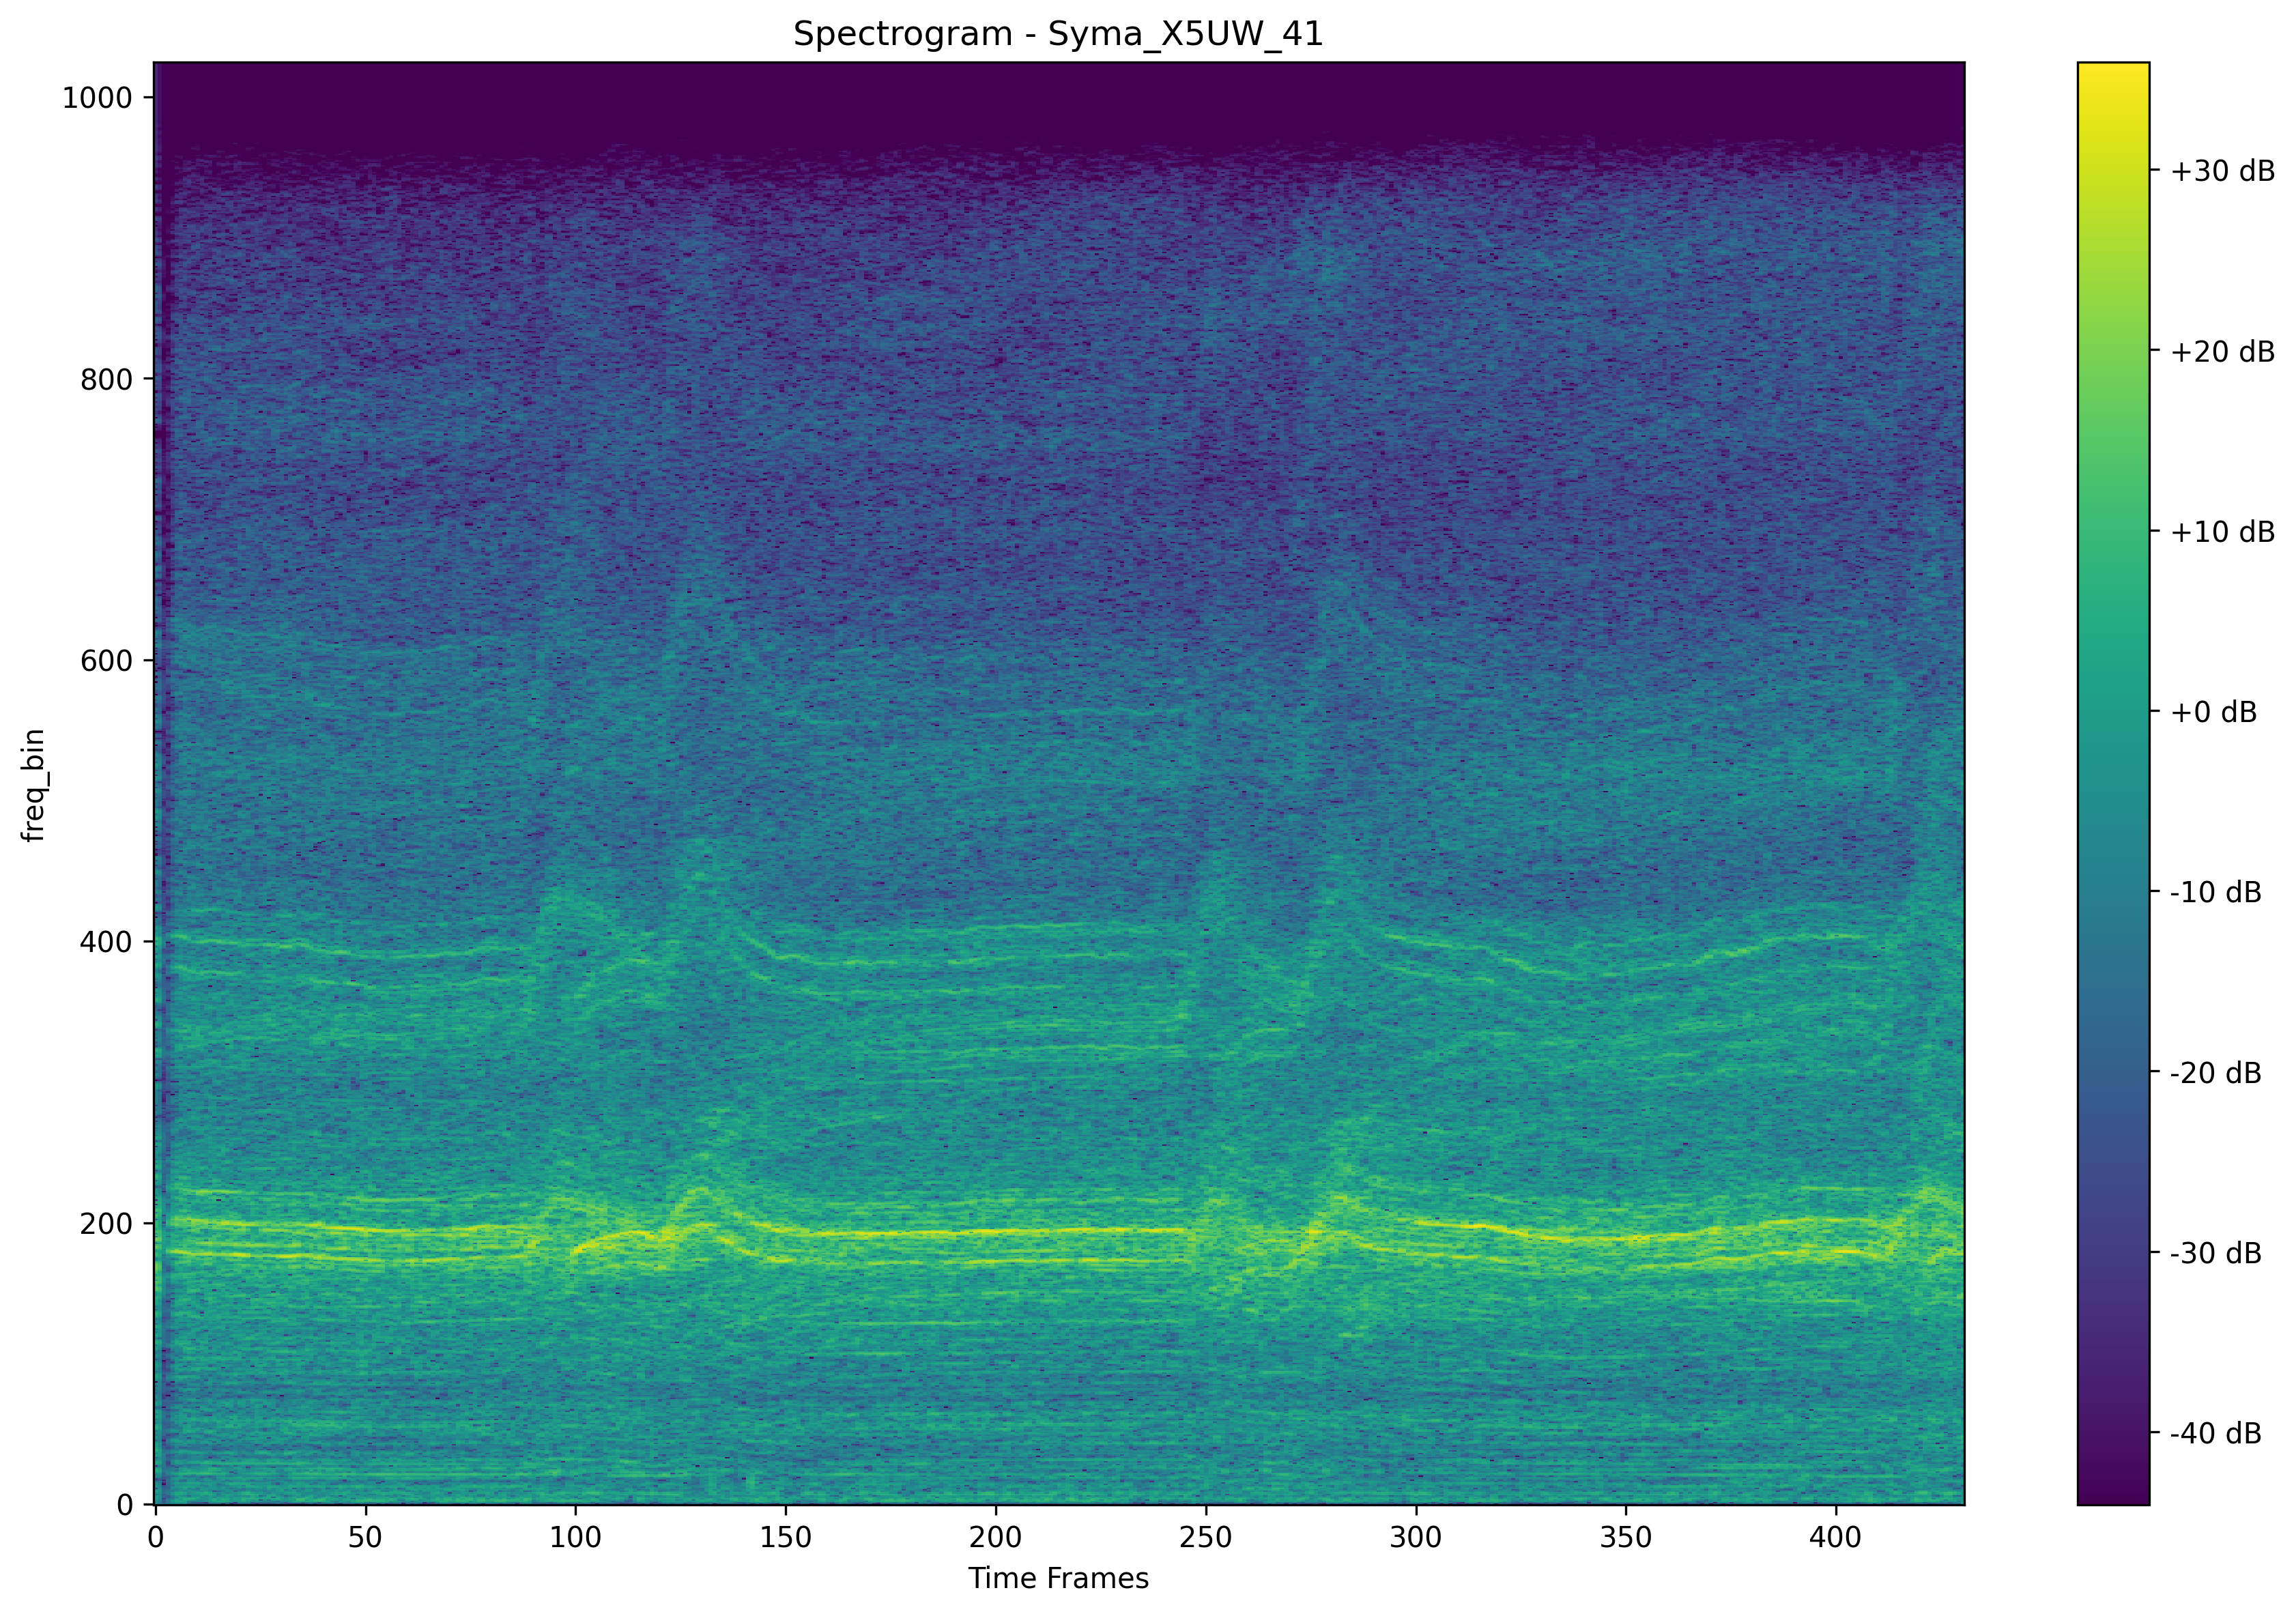 Spectrogram - Syma_X5UW_41
1000
800
600
400
200
0
freq_bin
0 50 100 150 200 250 300 350 400
Time Frames
+30 dB
+20 dB
+10 dB
+0 dB
-10 dB
-20 dB
-30 dB
-40 dB